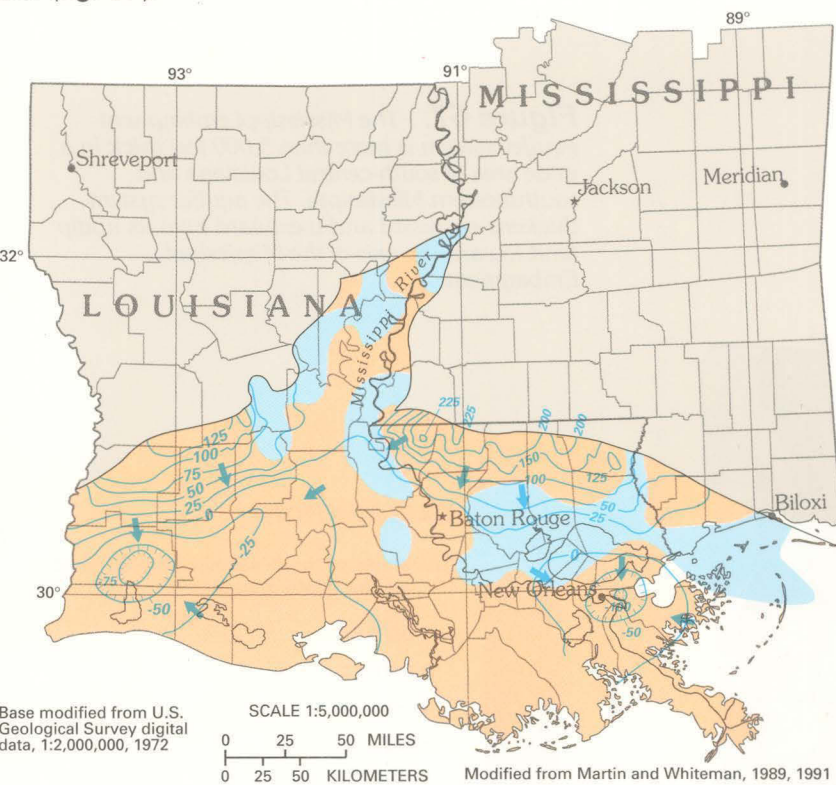 89°
93°
91°
MISSISSIPPI
Shreveport
Jackson
Meridian
32°
Mississippi River
LOUISIANA
225
225
200
200
125
100
75
50
25
0
150
100
125
50
25
Baton Rouge
Biloxi
-25
0
-75
-50
30°
New Orleans
-50
Base modified from U.S.
Geological Survey digital
data, 1:2,000,000, 1972
SCALE 1:5,000,000
0 25 50 MILES
0 25 50 KILOMETERS
Modified from Martin and Whiteman, 1989, 1991